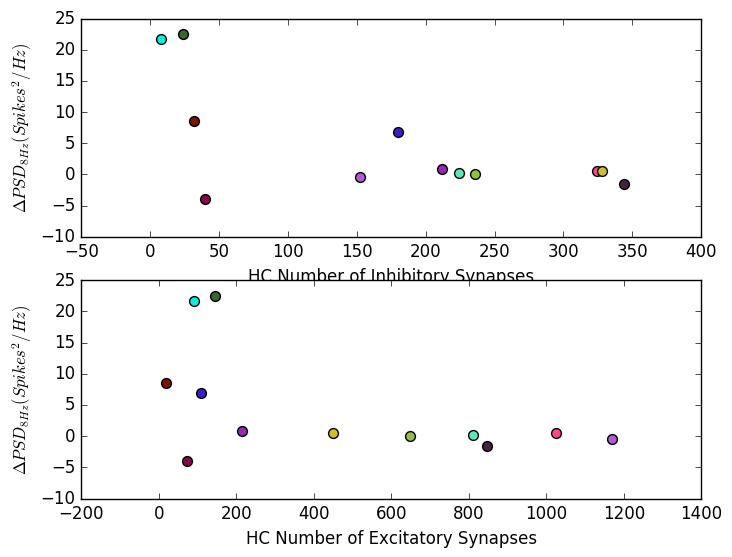 25
20
15
10
5
0
−5
−10
ΔPSD8Hz(Spikes²/Hz)
−50 0 50 100 150 200 250 300 350 400
HC Number of Inhibitory Synapses
25
20
15
10
5
0
−5
−10
ΔPSD8Hz(Spikes²/Hz)
−200 0 200 400 600 800 1000 1200 1400
HC Number of Excitatory Synapses